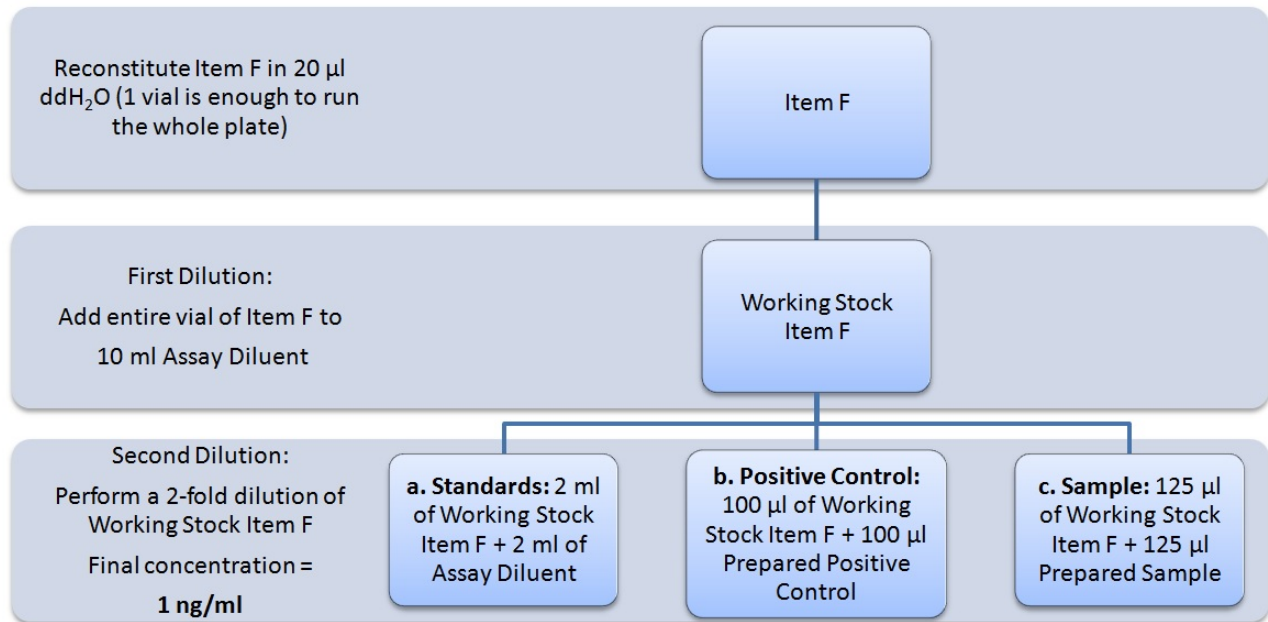 Reconstitute Item F in 20 µl
ddH₂O (1 vial is enough to run
the whole plate)
Item F
First Dilution:
Add entire vial of Item F to
10 ml Assay Diluent
Working Stock
Item F
Second Dilution:
Perform a 2-fold dilution of
Working Stock Item F
Final concentration =
1 ng/ml
a. Standards: 2 ml
of Working Stock
Item F + 2 ml of
Assay Diluent
b. Positive Control:
100 µl of Working
Stock Item F + 100 µl
Prepared Positive
Control
c. Sample: 125 µl
of Working Stock
Item F + 125 µl
Prepared Sample